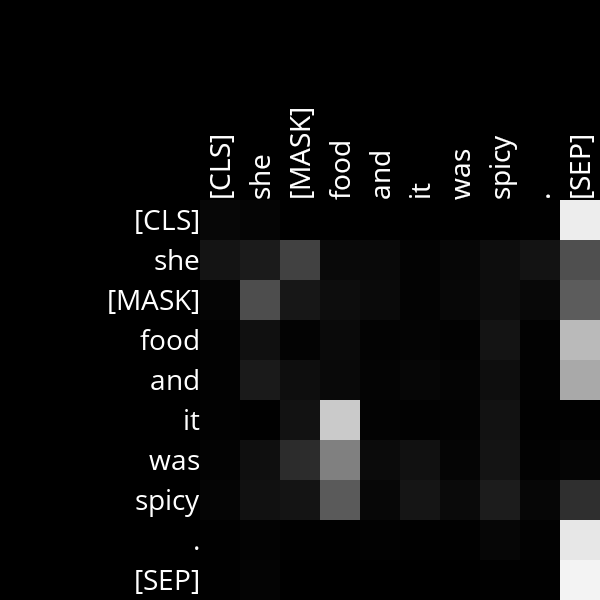 [CLS] she [MASK] food and it was spicy . [SEP]
[CLS]
she
[MASK]
food
and
it
was
spicy
.
[SEP]